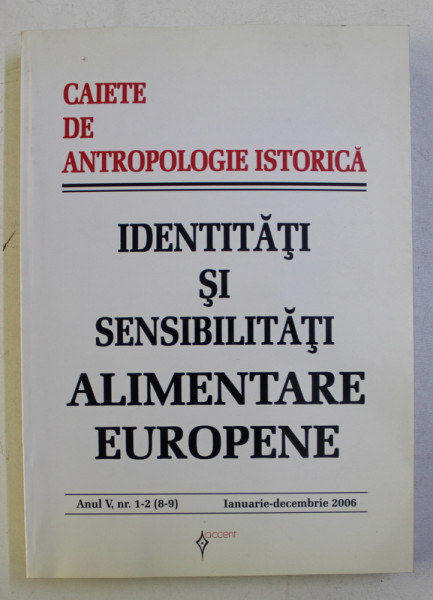 CAIETE
DE
ANTROPOLOGIE ISTORICĂ
IDENTITĂŢI
ŞI
SENSIBILITĂŢI
ALIMENTARE
EUROPENE
Anul V, nr. 1-2 (8-9) Ianuarie-decembrie 2006
accent